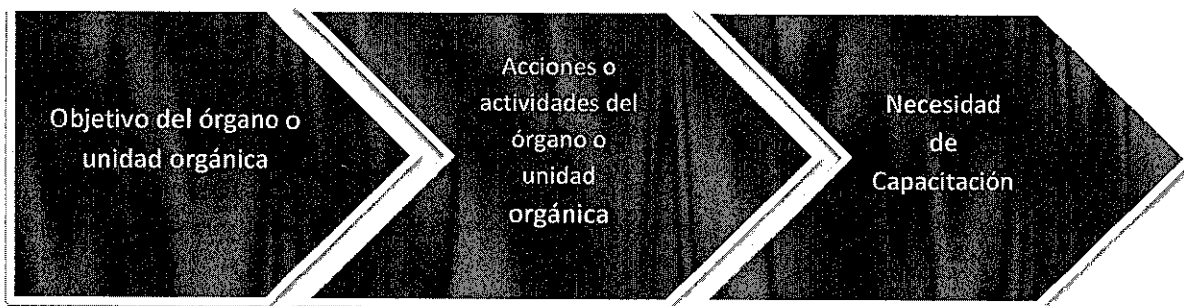 Objetivo del órgano o
unidad orgánica
Acciones o
actividades del
órgano o
unidad
orgánica
Necesidad
de
Capacitación